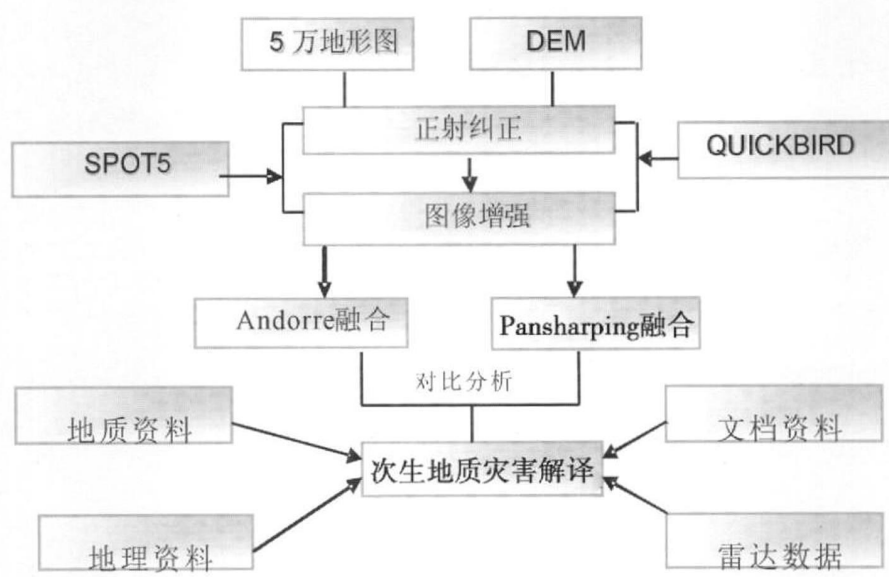 5 万地形图
DEM
正射纠正
SPOT5
QUICKBIRD
图像增强
Andorre融合
Pansharping融合
对比分析
地质资料
文档资料
次生地质灾害解译
地理资料
雷达数据